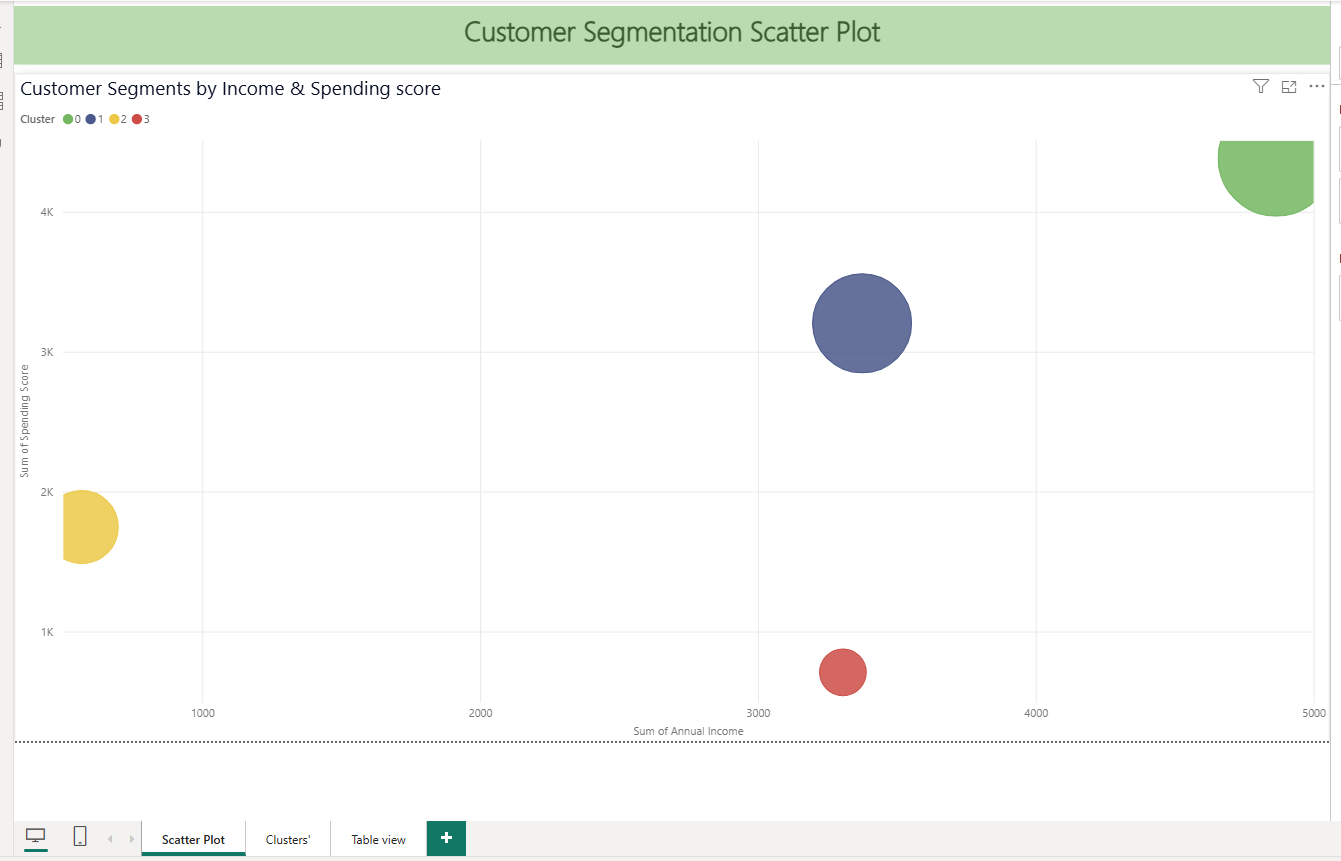 Customer Segmentation Scatter Plot
Customer Segments by Income & Spending score
Cluster 0 1 2 3
4K
3K
2K
1K
Sum of Spending Score
1000 2000 3000 4000 5000
Sum of Annual Income
Scatter Plot Clusters' Table view +